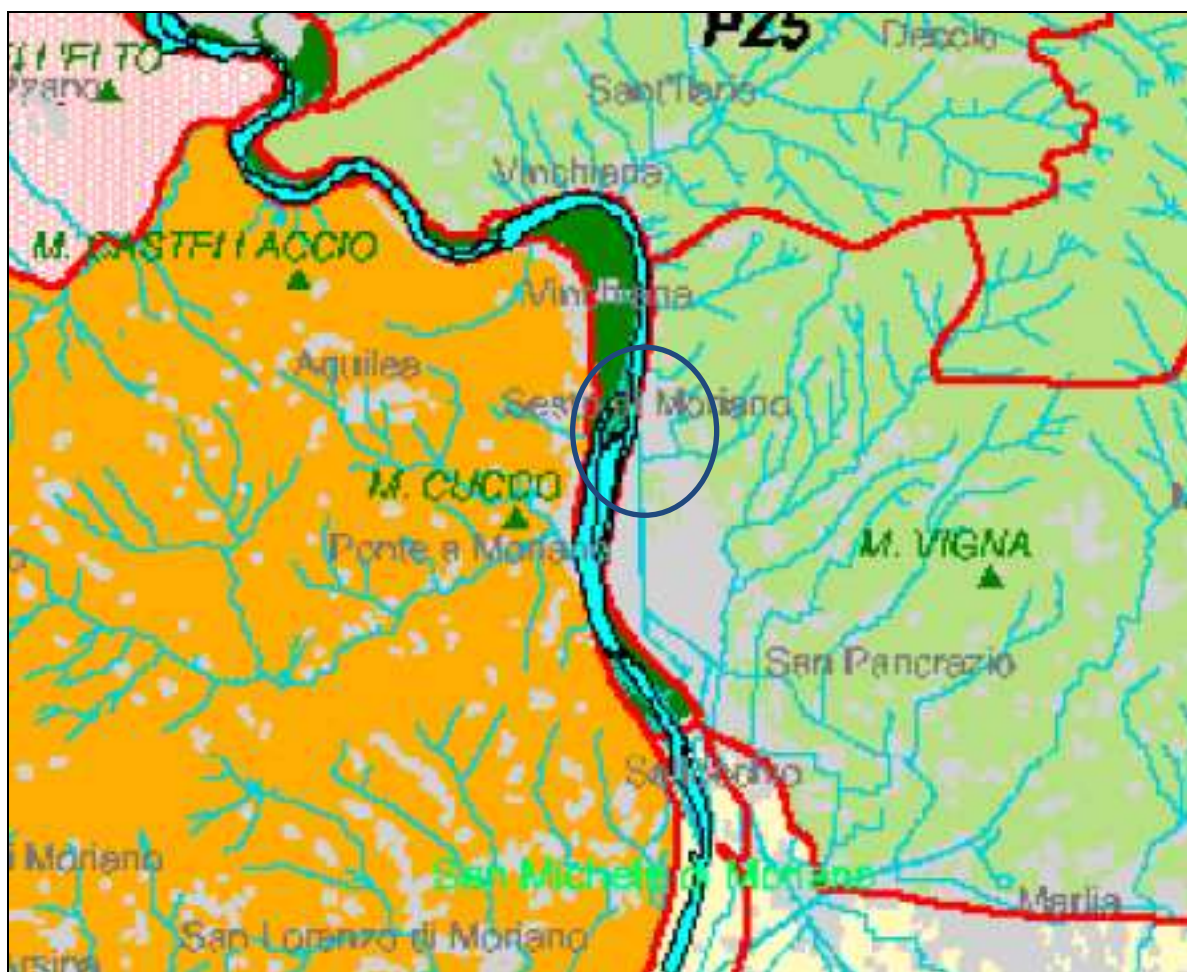 P25
Deccio
Sant'Ilario
Vinchiana
M. CASTELLACCIO
Vinchiana
Aquilea
Sesto di Moriano
M. CUCCO
Ponte a Moriano
M. VIGNA
San Pancrazio
San Michele di Moriano
Marlia
San Lorenzo di Moriano